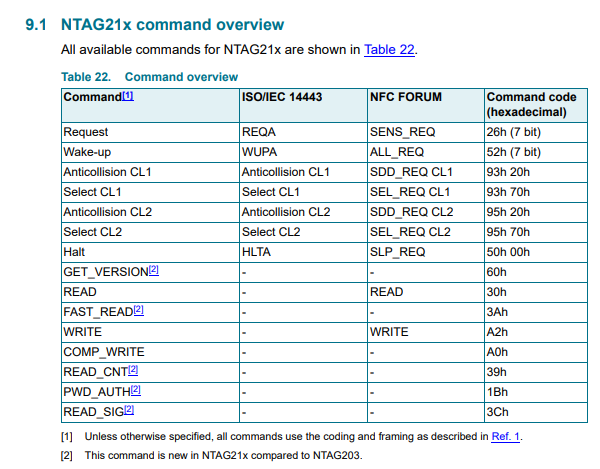 9.1 NTAG21x command overview
All available commands for NTAG21x are shown in Table 22.
Table 22. Command overview
Command[1] ISO/IEC 14443 NFC FORUM Command code
(hexadecimal)
Request REQA SENS_REQ 26h (7 bit)
Wake-up WUPA ALL_REQ 52h (7 bit)
Anticollision CL1 Anticollision CL1 SDD_REQ CL1 93h 20h
Select CL1 Select CL1 SEL_REQ CL1 93h 70h
Anticollision CL2 Anticollision CL2 SDD_REQ CL2 95h 20h
Select CL2 Select CL2 SEL_REQ CL2 95h 70h
Halt HLTA SLP_REQ 50h 00h
GET_VERSION[2] - - 60h
READ - READ 30h
FAST_READ[2] - - 3Ah
WRITE - WRITE A2h
COMP_WRITE - - A0h
READ_CNT[2] - - 39h
PWD_AUTH[2] - - 1Bh
READ_SIG[2] - - 3Ch
[1] Unless otherwise specified, all commands use the coding and framing as described in Ref. 1.
[2] This command is new in NTAG21x compared to NTAG203.